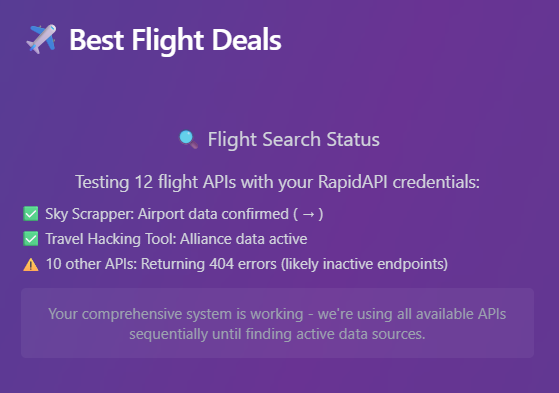 Best Flight Deals
Flight Search Status
Testing 12 flight APIs with your RapidAPI credentials:
Sky Scrapper: Airport data confirmed ( → )
Travel Hacking Tool: Alliance data active
10 other APIs: Returning 404 errors (likely inactive endpoints)
Your comprehensive system is working - we're using all available APIs
sequentially until finding active data sources.